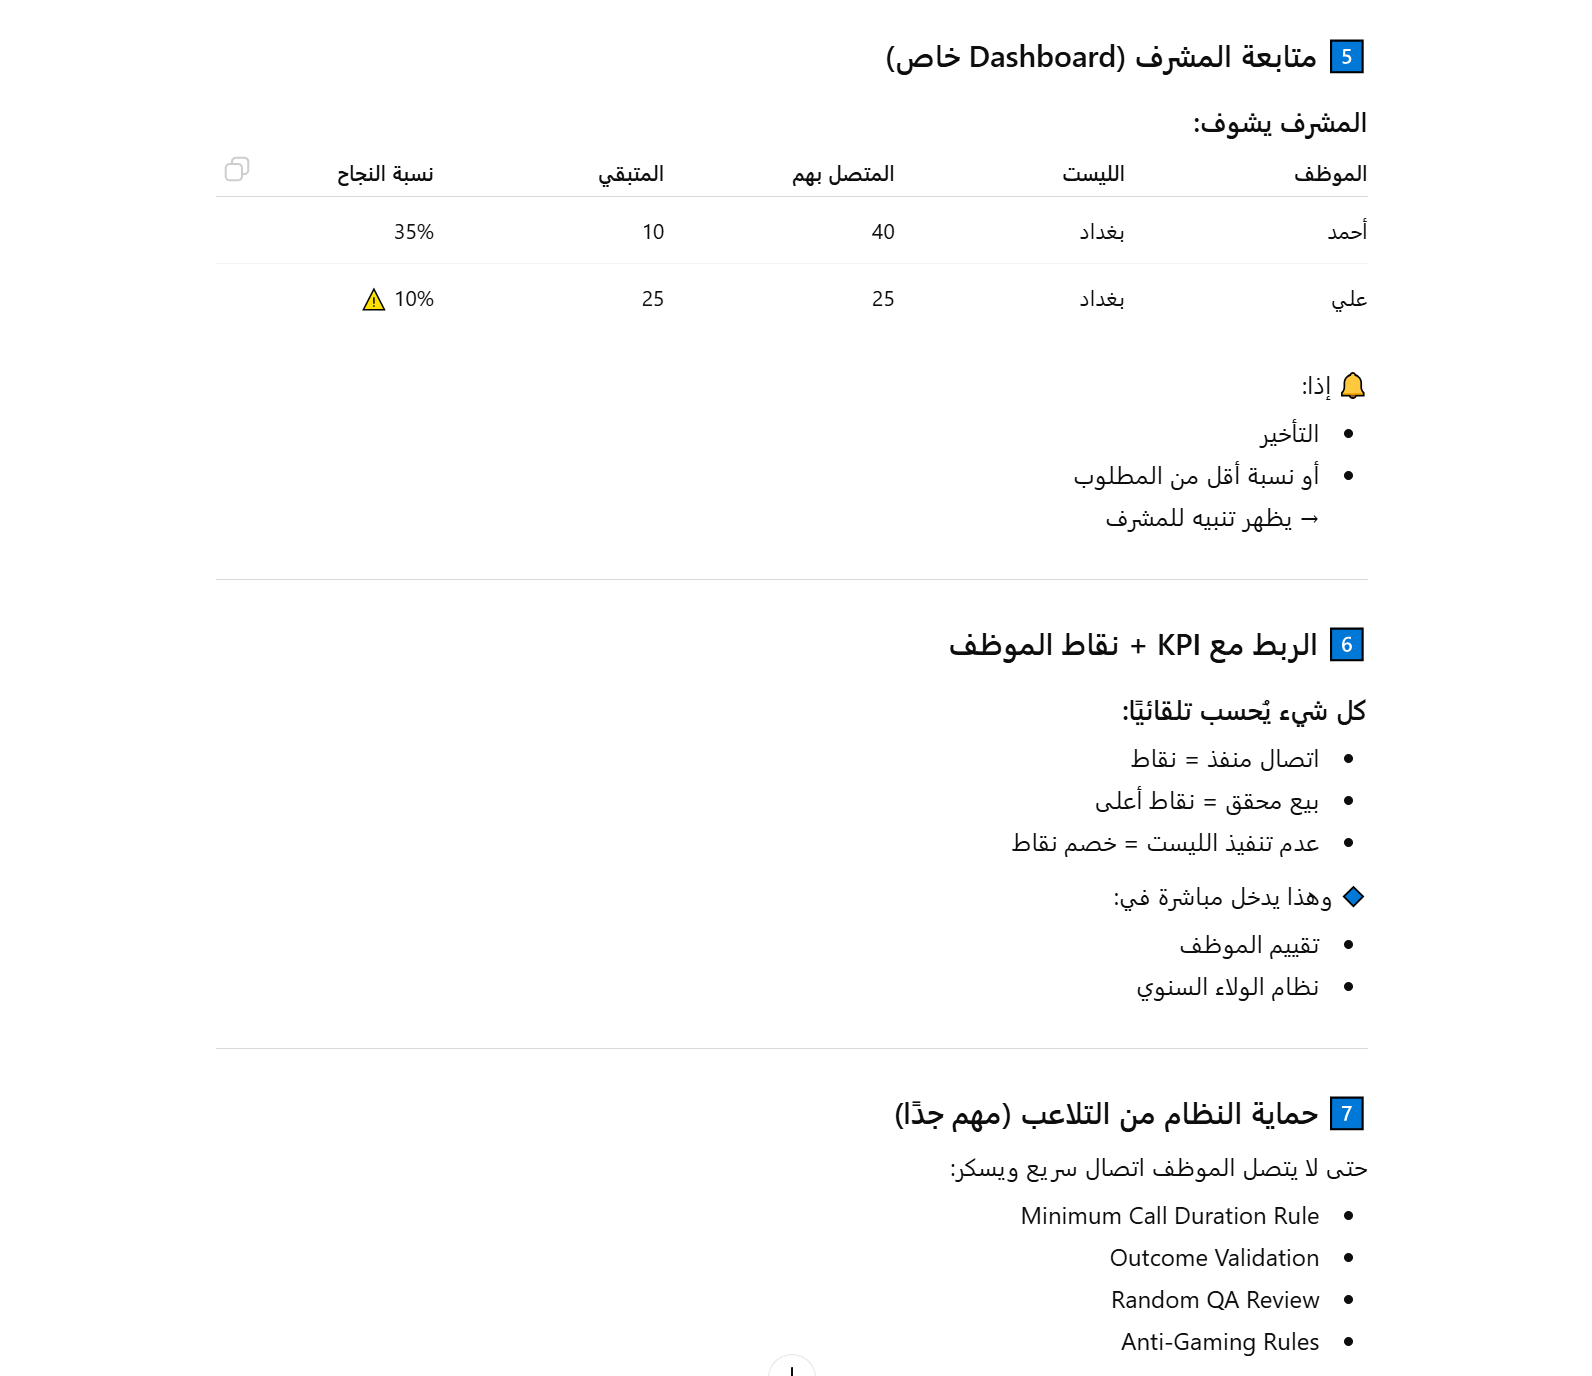 5 متابعة المشرف (Dashboard خاص)
المشرف يشوف:
الموظف الليست المتصل بهم المتبقي نسبة النجاح
أحمد بغداد 40 10 35%
علي بغداد 25 25 10% ⚠️
🔔 إذا:
• التأخير
• أو نسبة أقل من المطلوب
→ يظهر تنبيه للمشرف
6 الربط مع KPI + نقاط الموظف
كل شيء يُحسب تلقائيًا:
• اتصال منفذ = نقاط
• بيع محقق = نقاط أعلى
• عدم تنفيذ الليست = خصم نقاط
🔷 وهذا يدخل مباشرة في:
• تقييم الموظف
• نظام الولاء السنوي
7 حماية النظام من التلاعب (مهم جدًا)
حتى لا يتصل الموظف اتصال سريع ويسكر:
• Minimum Call Duration Rule
• Outcome Validation
• Random QA Review
• Anti-Gaming Rules